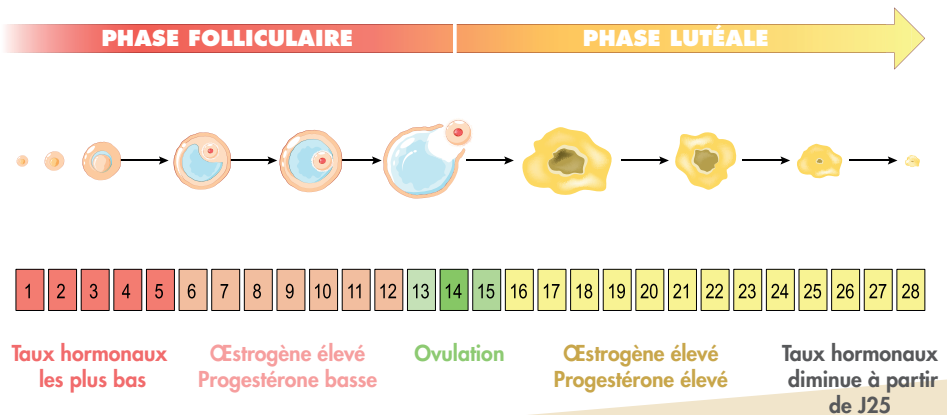 PHASE FOLLICULAIRE PHASE LUTÉALE
1 2 3 4 5 6 7 8 9 10 11 12 13 14 15 16 17 18 19 20 21 22 23 24 25 26 27 28
Taux hormonaux
les plus bas
Œstrogène élevé
Progestérone basse
Ovulation
Œstrogène élevé
Progestérone élevé
Taux hormonaux
diminue à partir
de J25